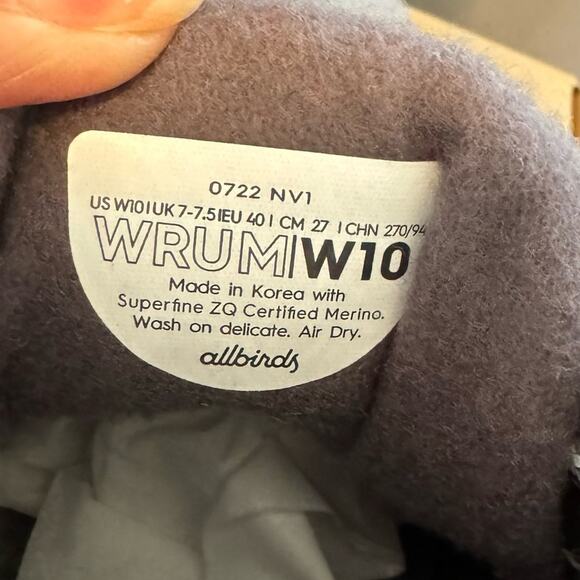 0722 NV1
US W10 | UK 7-7.5 | EU 40 | CM 27 | CHN 270/94
WRUM|W10
Made in Korea with
Superfine ZQ Certified Merino.
Wash on delicate. Air Dry.
allbirds